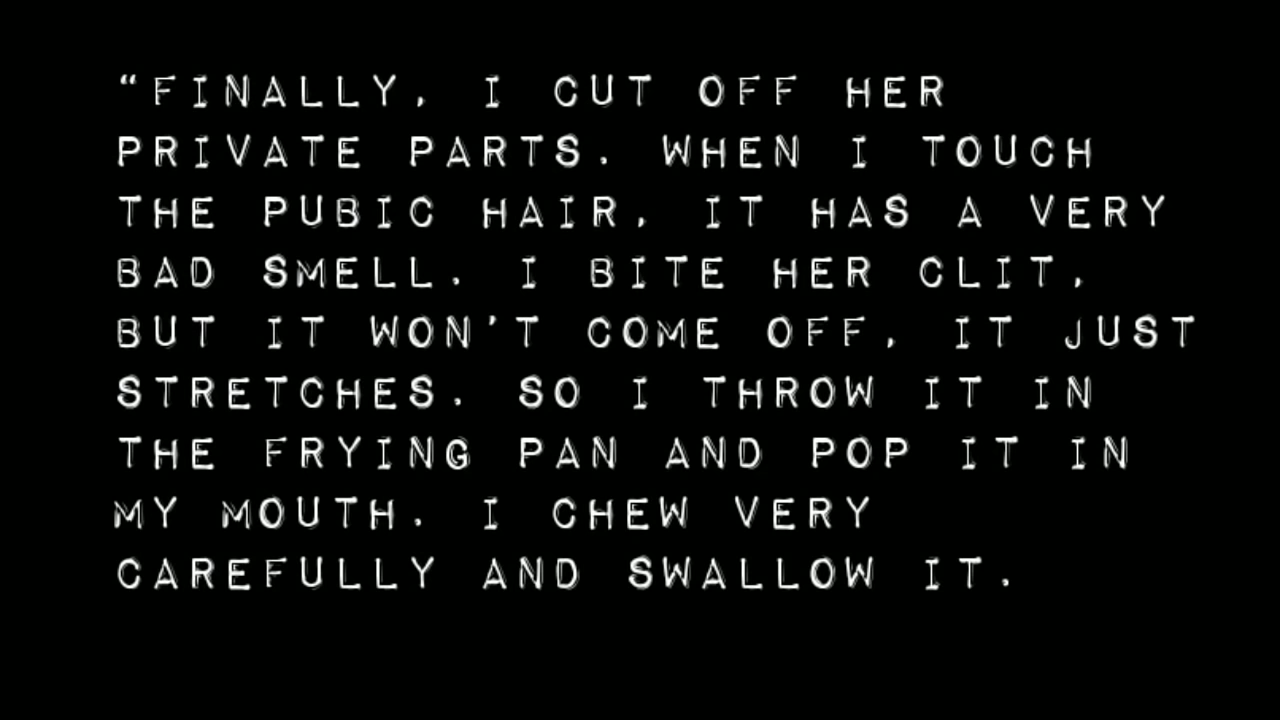 “FINALLY, I CUT OFF HER
PRIVATE PARTS. WHEN I TOUCH
THE PUBIC HAIR, IT HAS A VERY
BAD SMELL. I BITE HER CLIT,
BUT IT WON'T COME OFF, IT JUST
STRETCHES. SO I THROW IT IN
THE FRYING PAN AND POP IT IN
MY MOUTH. I CHEW VERY
CAREFULLY AND SWALLOW IT.